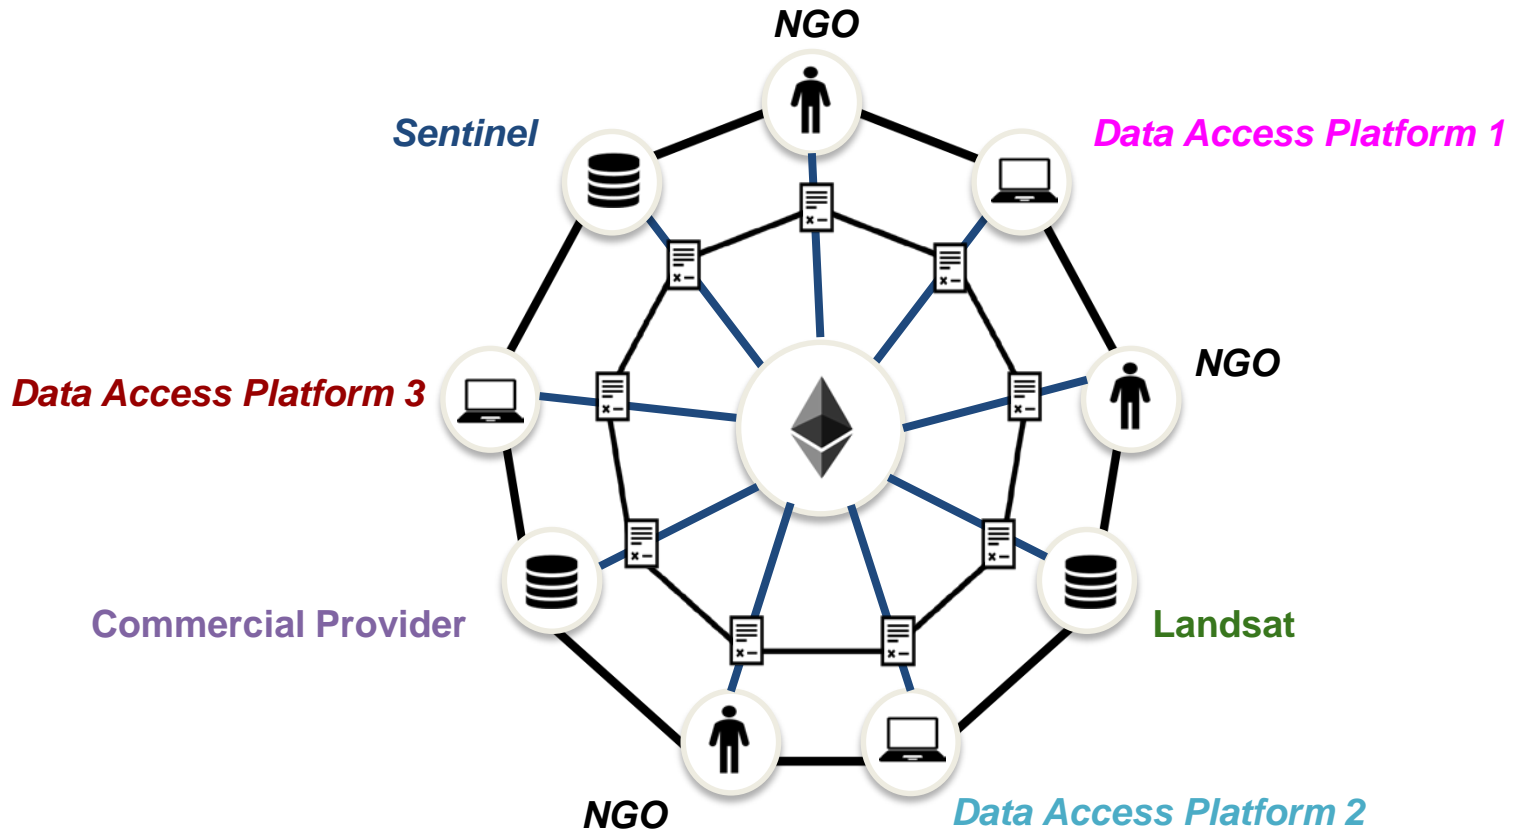 NGO
Sentinel
Data Access Platform 1
NGO
Data Access Platform 3
Commercial Provider
Landsat
NGO
Data Access Platform 2